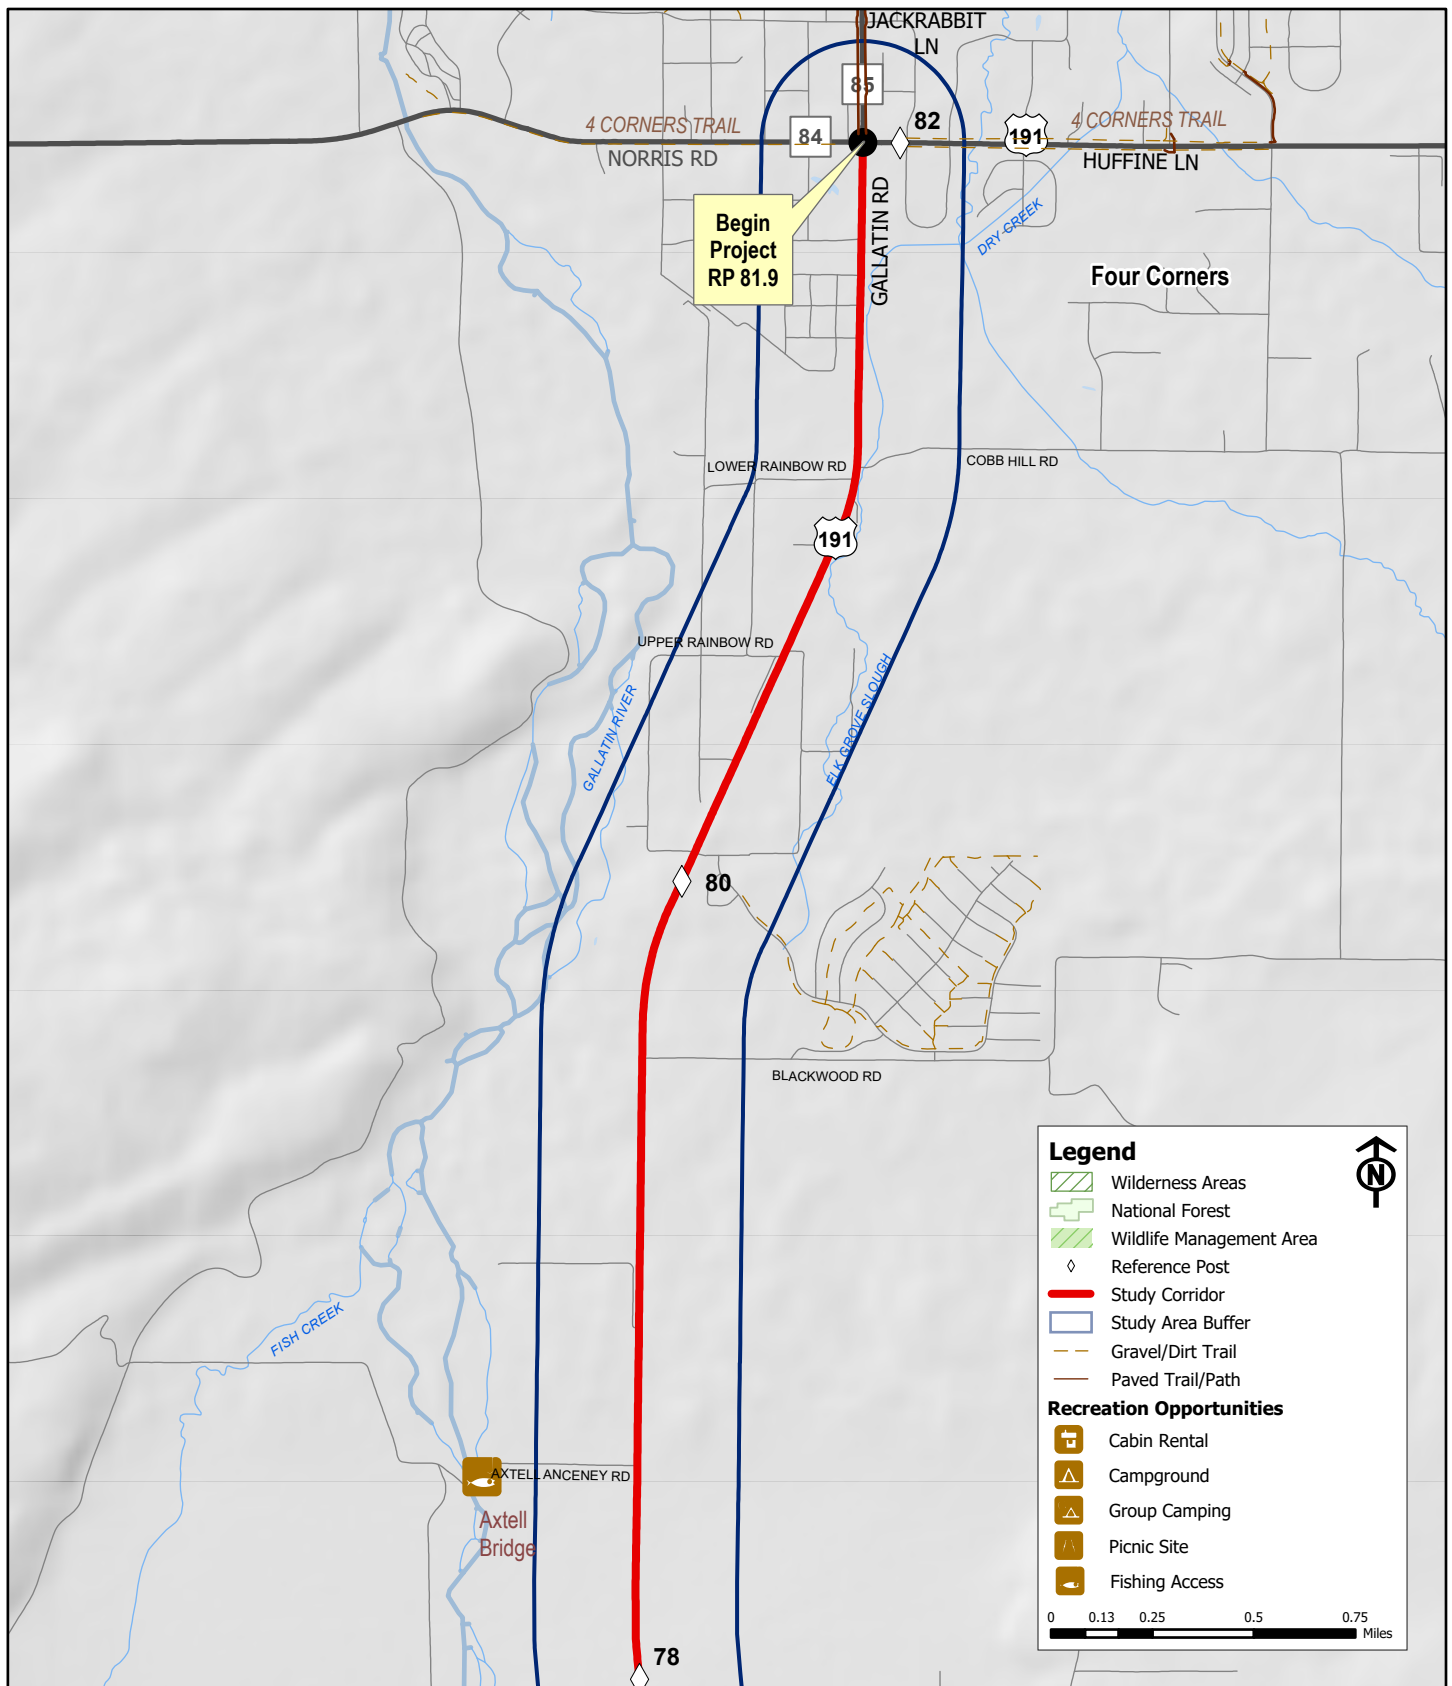 JACKRABBIT
LN
85
82
4 CORNERS TRAIL
84
191
4 CORNERS TRAIL
NORRIS RD
HUFFINE LN
Begin
Project
RP 81.9
GALLATIN RD
DRY CREEK
Four Corners
LOWER RAINBOW RD
COBB HILL RD
191
UPPER RAINBOW RD
GALLATIN RIVER
ELK GROVE SLOUGH
80
BLACKWOOD RD
FISH CREEK
AXTELL ANCENEY RD
Axtell
Bridge
78
Legend
N
Wilderness Areas
National Forest
Wildlife Management Area
Reference Post
Study Corridor
Study Area Buffer
Gravel/Dirt Trail
Paved Trail/Path
Recreation Opportunities
Cabin Rental
Campground
Group Camping
Picnic Site
Fishing Access
0 0.13 0.25 0.5 0.75
Miles